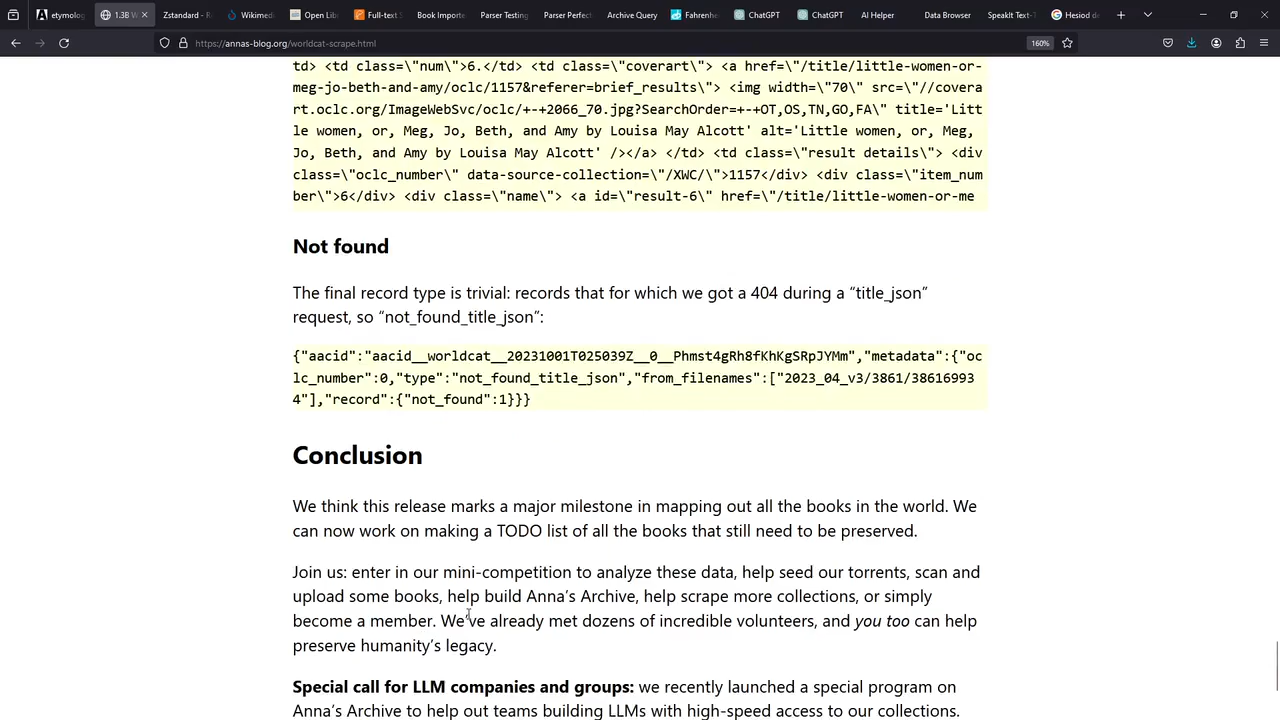 etymolog
1.3B W
Zstandard - R
Wikimedi
Open Lib
Full-text S
Book Importe
Parser Testing
Parser Perfect
Archive Query
Fahrenhe
ChatGPT
ChatGPT
AI Helper
Data Browser
SpeakIt Text-T
Hesiod de
https://annas-blog.org/worldcat-scrape.html
160%
td> <td class=\"num\">6.</td> <td class=\"coverart\"> <a href=\"/title/little-women-or-
meg-jo-beth-and-amy/oclc/1157&referer=brief_results\"> <img width=\"70\" src=\"//covera
rt.oclc.org/ImageWebSvc/oclc/+-+2066_70.jpg?SearchOrder=+-+OT,OS,TN,GO,FA\" title='Litt
le women, or, Meg, Jo, Beth, and Amy by Louisa May Alcott' alt='Little women, or, Meg,
Jo, Beth, and Amy by Louisa May Alcott' /></a> </td> <td class=\"result details\"> <div
class=\"oclc_number\" data-source-collection=\"/XWC/\">1157</div> <div class=\"item_num
ber\">6</div> <div class=\"name\"> <a id=\"result-6\" href=\"/title/little-women-or-me
Not found
The final record type is trivial: records that for which we got a 404 during a “title_json”
request, so “not_found_title_json”:
{"aacid":"aacid__worldcat__20231001T025039Z__0__Phmst4gRh8fKhKgSRpJYMm","metadata":{"oc
lc_number":0,"type":"not_found_title_json","from_filenames":["2023_04_v3/3861/38616993
4"],"record":{"not_found":1}}}
Conclusion
We think this release marks a major milestone in mapping out all the books in the world. We
can now work on making a TODO list of all the books that still need to be preserved.
Join us: enter in our mini-competition to analyze these data, help seed our torrents, scan and
upload some books, help build Anna’s Archive, help scrape more collections, or simply
become a member. We’ve already met dozens of incredible volunteers, and you too can help
preserve humanity’s legacy.
Special call for LLM companies and groups: we recently launched a special program on
Anna’s Archive to help out teams building LLMs with high-speed access to our collections.